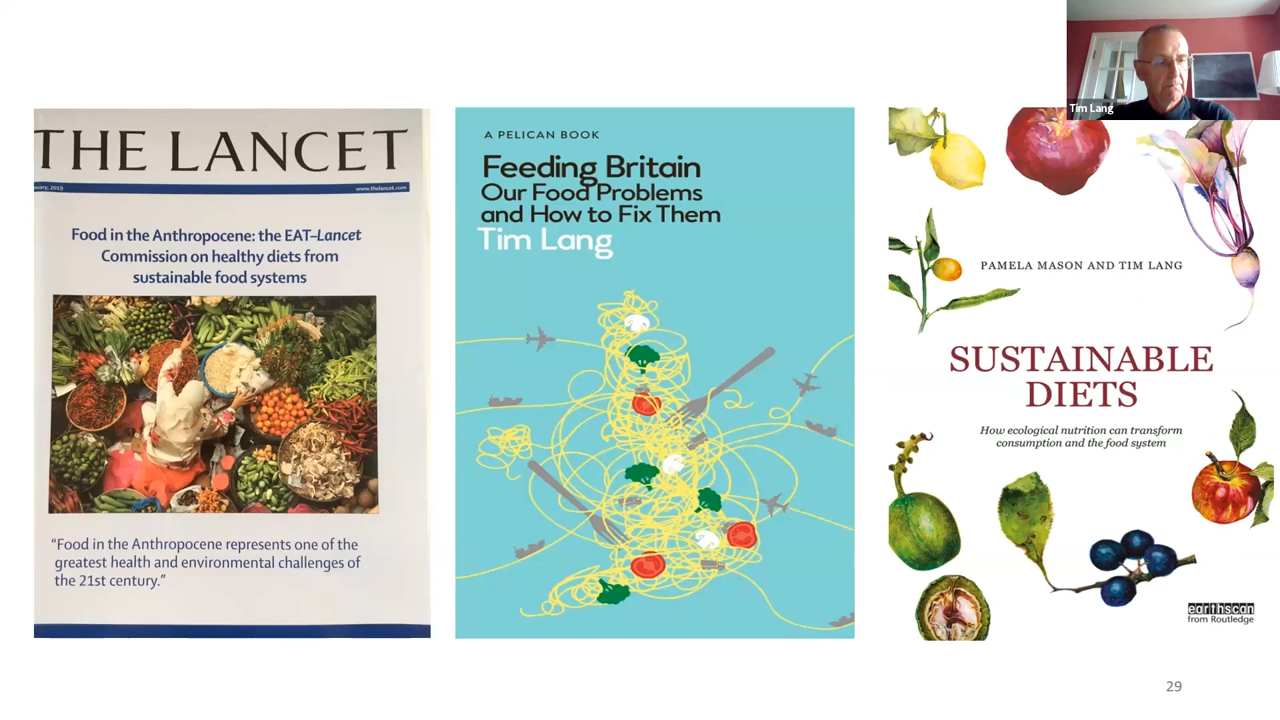 THE LANCET
www.thelancet.com
Food in the Anthropocene: the EAT–Lancet
Commission on healthy diets from
sustainable food systems
“Food in the Anthropocene represents one of the
greatest health and environmental challenges of
the 21st century.”
A PELICAN BOOK
Feeding Britain
Our Food Problems
and How to Fix Them
Tim Lang
Tim Lang
PAMELA MASON AND TIM LANG
SUSTAINABLE
DIETS
How ecological nutrition can transform
consumption and the food system
earthscan
from Routledge
29